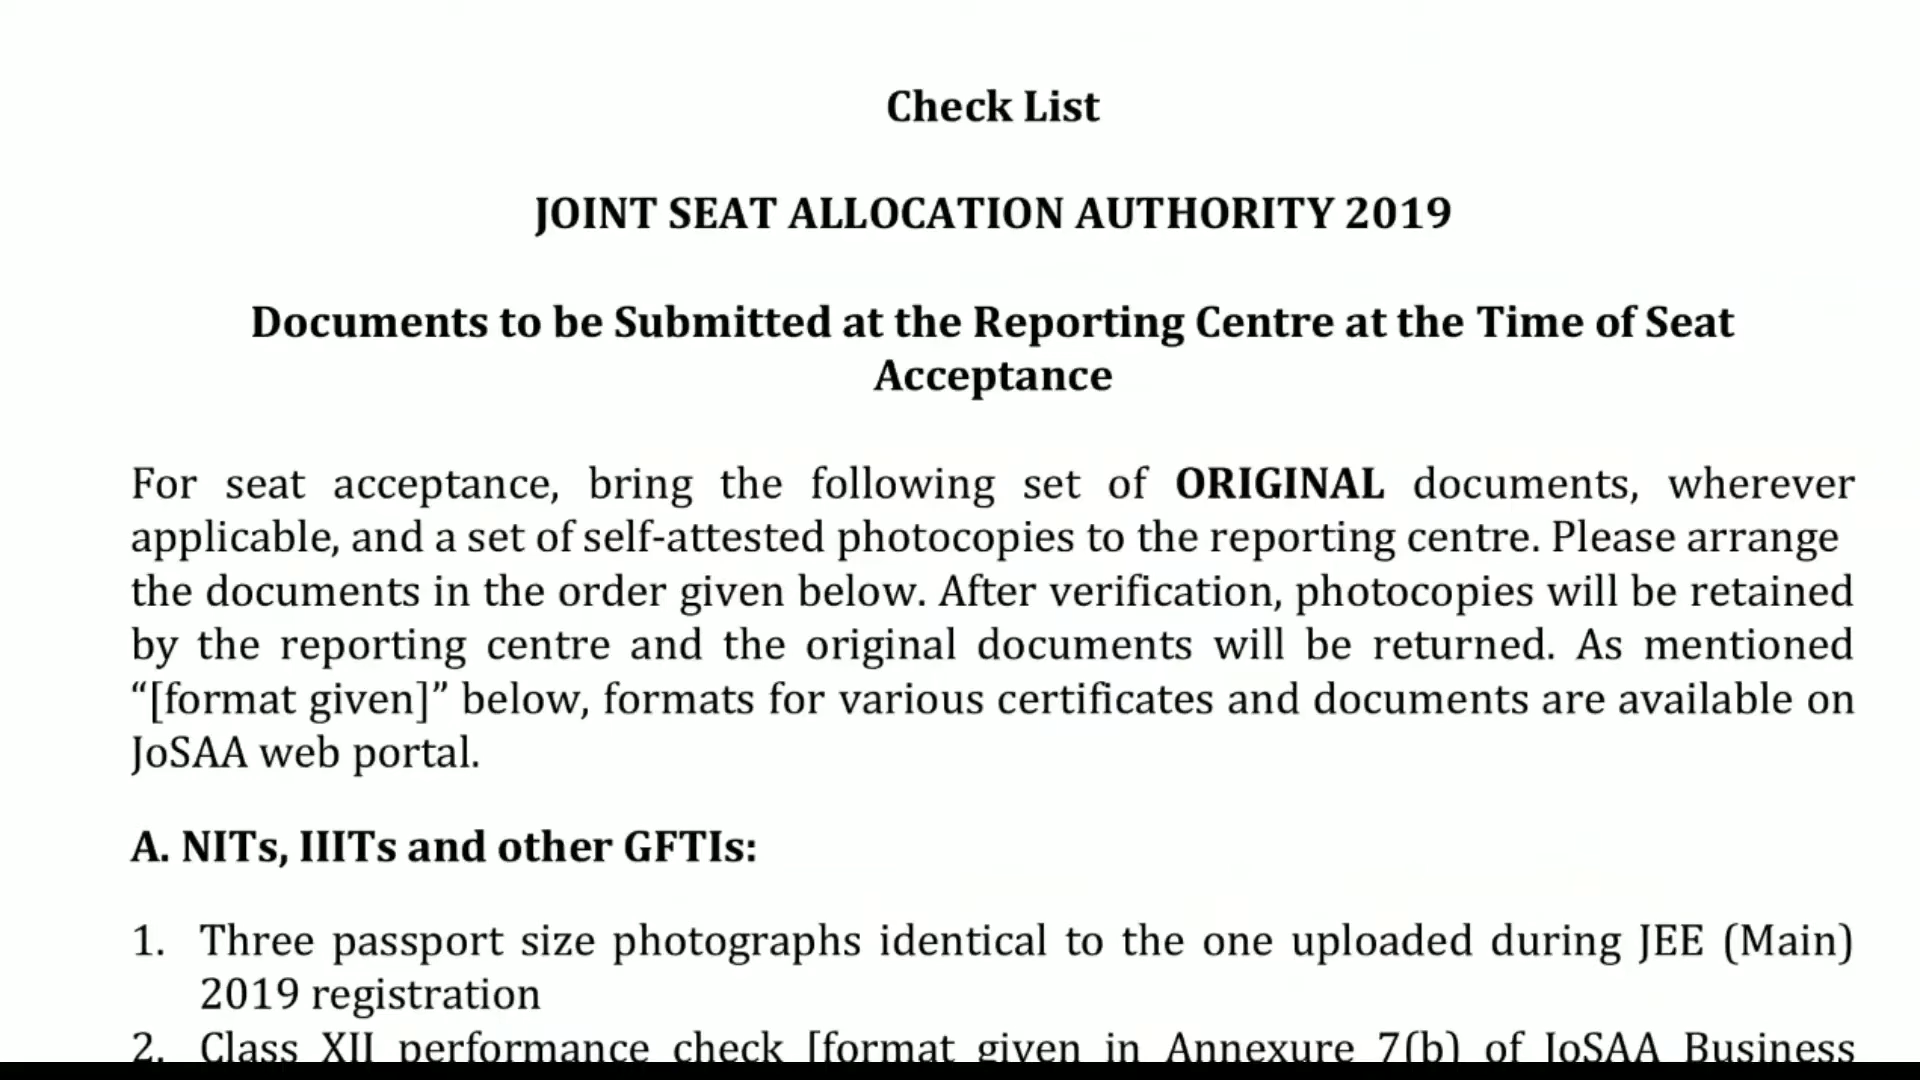 Check List
JOINT SEAT ALLOCATION AUTHORITY 2019
Documents to be Submitted at the Reporting Centre at the Time of Seat
Acceptance
For seat acceptance, bring the following set of ORIGINAL documents, wherever
applicable, and a set of self-attested photocopies to the reporting centre. Please arrange
the documents in the order given below. After verification, photocopies will be retained
by the reporting centre and the original documents will be returned. As mentioned
“[format given]” below, formats for various certificates and documents are available on
JoSAA web portal.
A. NITs, IIITs and other GFTIs:
1. Three passport size photographs identical to the one uploaded during JEE (Main)
2019 registration
2. Class XII performance check [format given in Annexure 7(b) of JoSAA Business